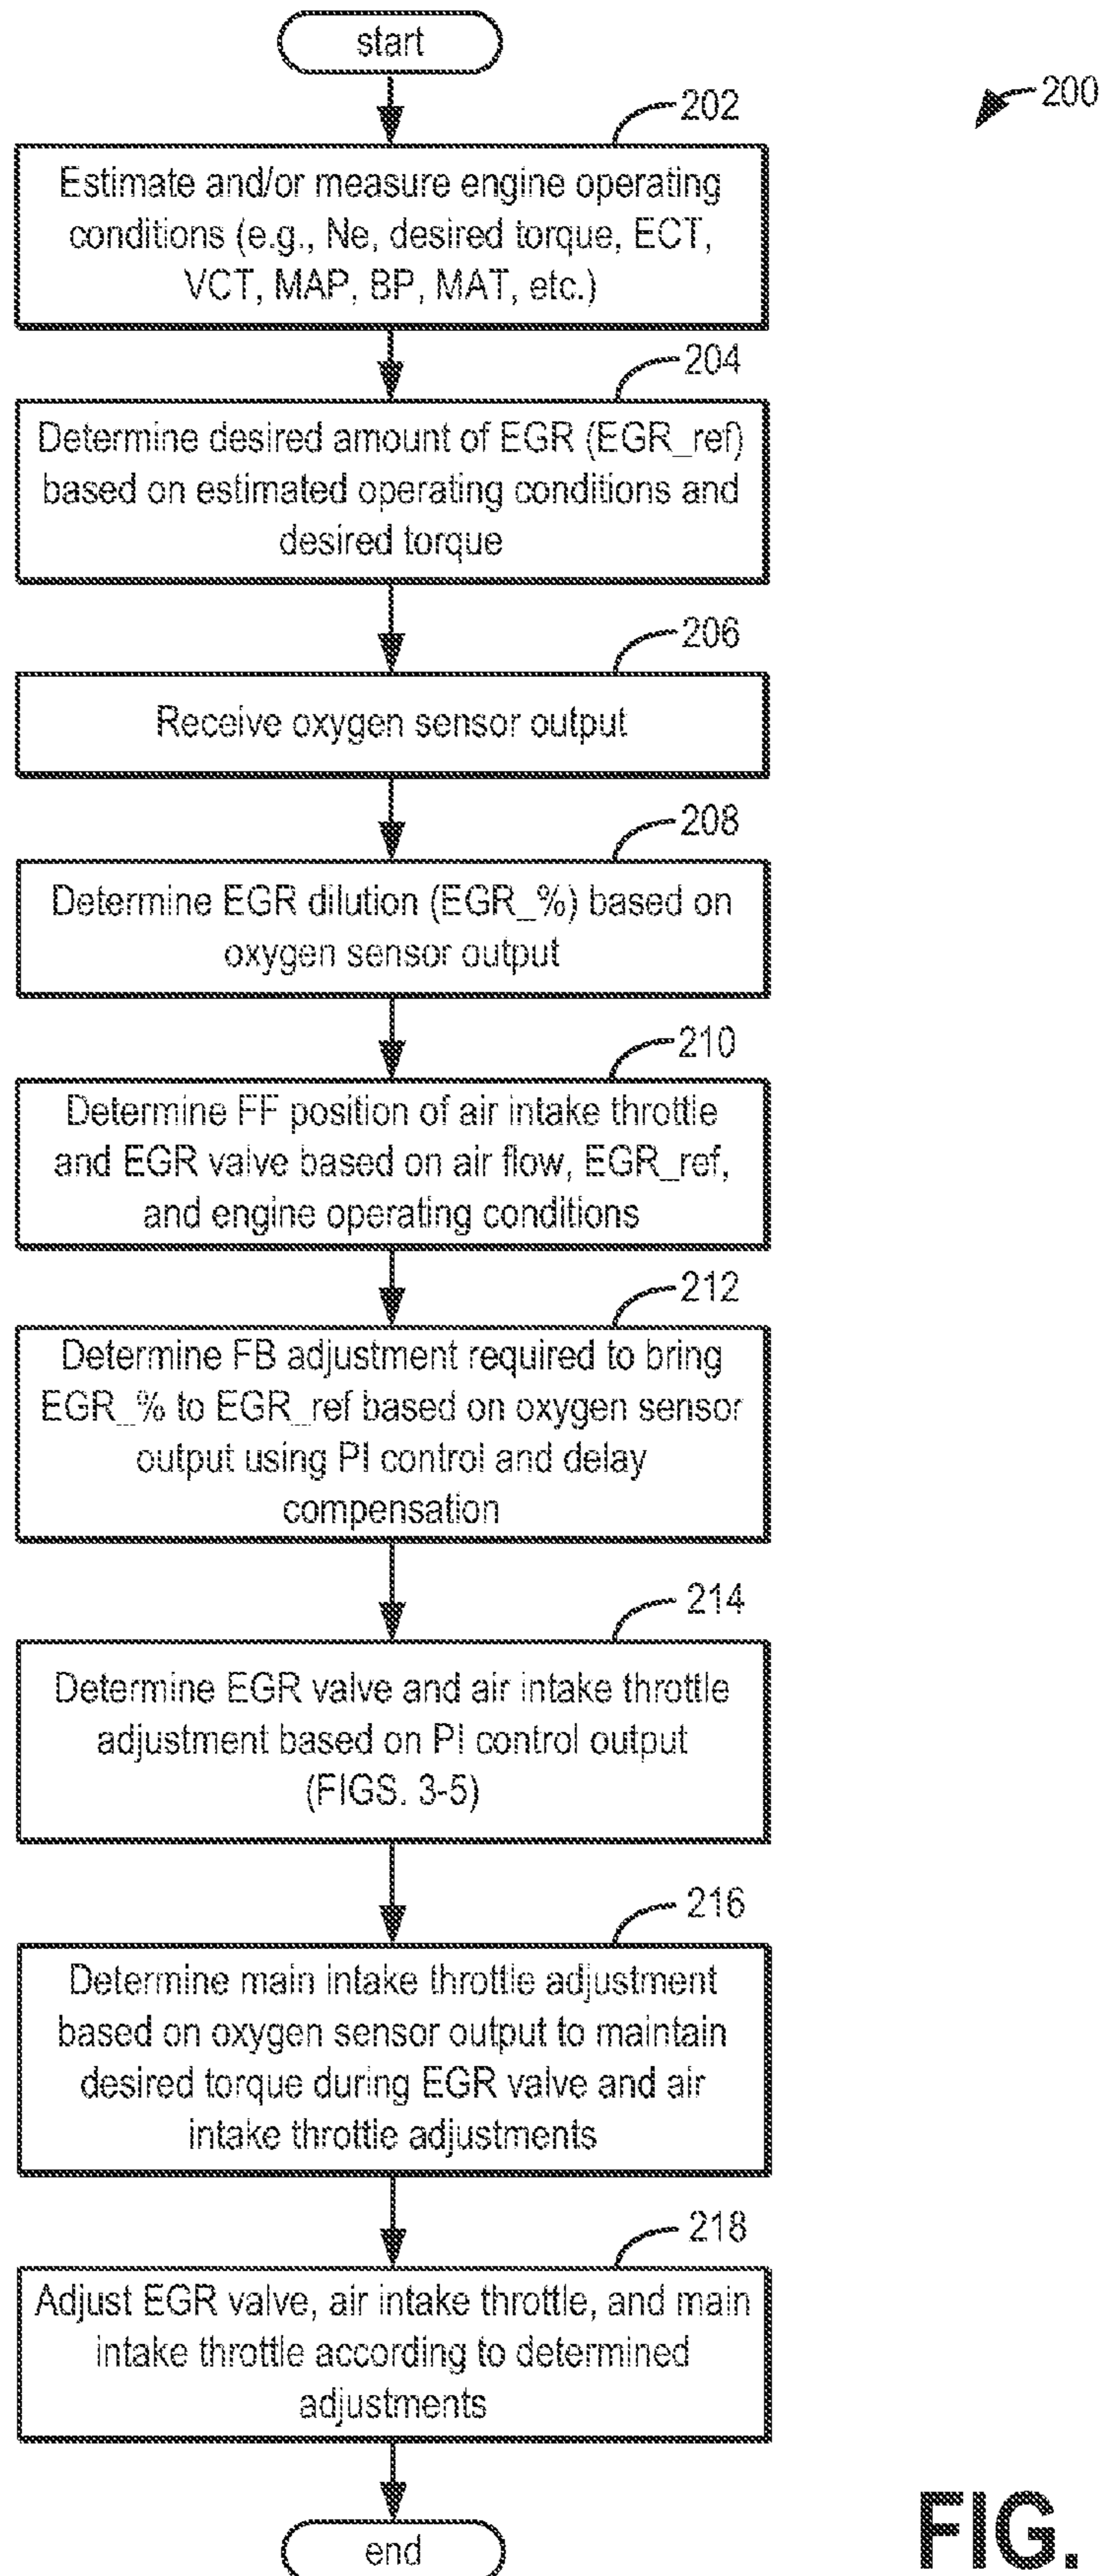 start
200
202
Estimate and/or measure engine operating
conditions (e.g., Ne, desired torque, ECT,
VCT, MAP, BP, MAT, etc.)
204
Determine desired amount of EGR (EGR_ref)
based on estimated operating conditions and
desired torque
206
Receive oxygen sensor output
208
Determine EGR dilution (EGR_%) based on
oxygen sensor output
210
Determine FF position of air intake throttle
and EGR valve based on air flow, EGR_ref,
and engine operating conditions
212
Determine FB adjustment required to bring
EGR_% to EGR_ref based on oxygen sensor
output using PI control and delay
compensation
214
Determine EGR valve and air intake throttle
adjustment based on PI control output
(FIGS. 3-5)
216
Determine main intake throttle adjustment
based on oxygen sensor output to maintain
desired torque during EGR valve and air
intake throttle adjustments
218
Adjust EGR valve, air intake throttle, and main
intake throttle according to determined
adjustments
end
FIG.